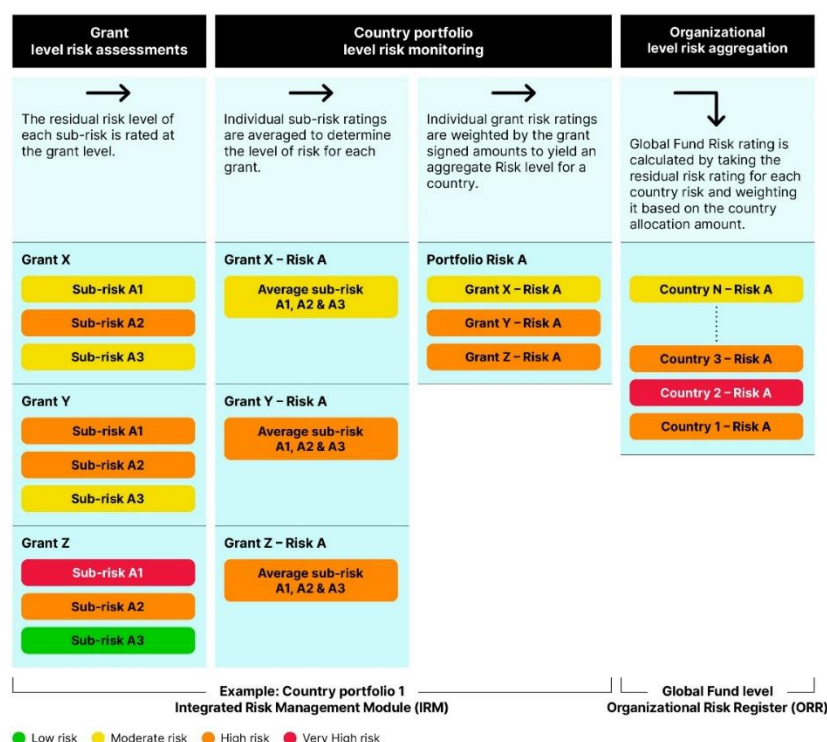 Grant
level risk assessments
Country portfolio
level risk monitoring
Organizational
level risk aggregation
The residual risk level of
each sub-risk is rated at
the grant level.
Individual sub-risk ratings
are averaged to determine
the level of risk for each
grant.
Individual grant risk ratings
are weighted by the grant
signed amounts to yield an
aggregate Risk level for a
country.
Global Fund Risk rating is
calculated by taking the
residual risk rating for each
country risk and weighting
it based on the country
allocation amount.
Grant X
Sub-risk A1
Sub-risk A2
Sub-risk A3
Grant X – Risk A
Average sub-risk
A1, A2 & A3
Portfolio Risk A
Grant X – Risk A
Grant Y – Risk A
Grant Z – Risk A
Country N – Risk A
Country 3 – Risk A
Country 2 – Risk A
Country 1 – Risk A
Grant Y
Sub-risk A1
Sub-risk A2
Sub-risk A3
Grant Y – Risk A
Average sub-risk
A1, A2 & A3
Grant Z
Sub-risk A1
Sub-risk A2
Sub-risk A3
Grant Z – Risk A
Average sub-risk
A1, A2 & A3
Example: Country portfolio 1
Integrated Risk Management Module (IRM)
Global Fund level
Organizational Risk Register (ORR)
Low risk
Moderate risk
High risk
Very High risk